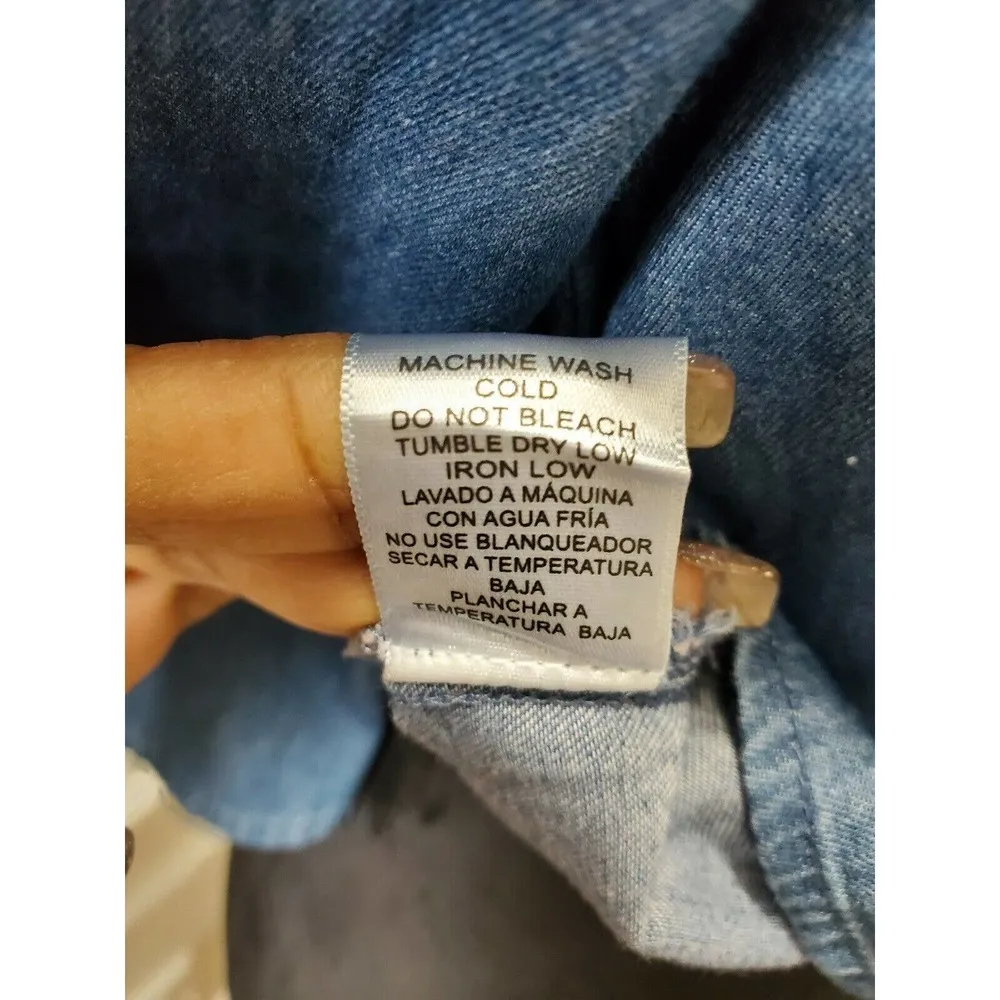 MACHINE WASH
COLD
DO NOT BLEACH
TUMBLE DRY LOW
IRON LOW
LAVADO A MÁQUINA
CON AGUA FRÍA
NO USE BLANQUEADOR
SECAR A TEMPERATURA
BAJA
PLANCHAR A
TEMPERATURA BAJA